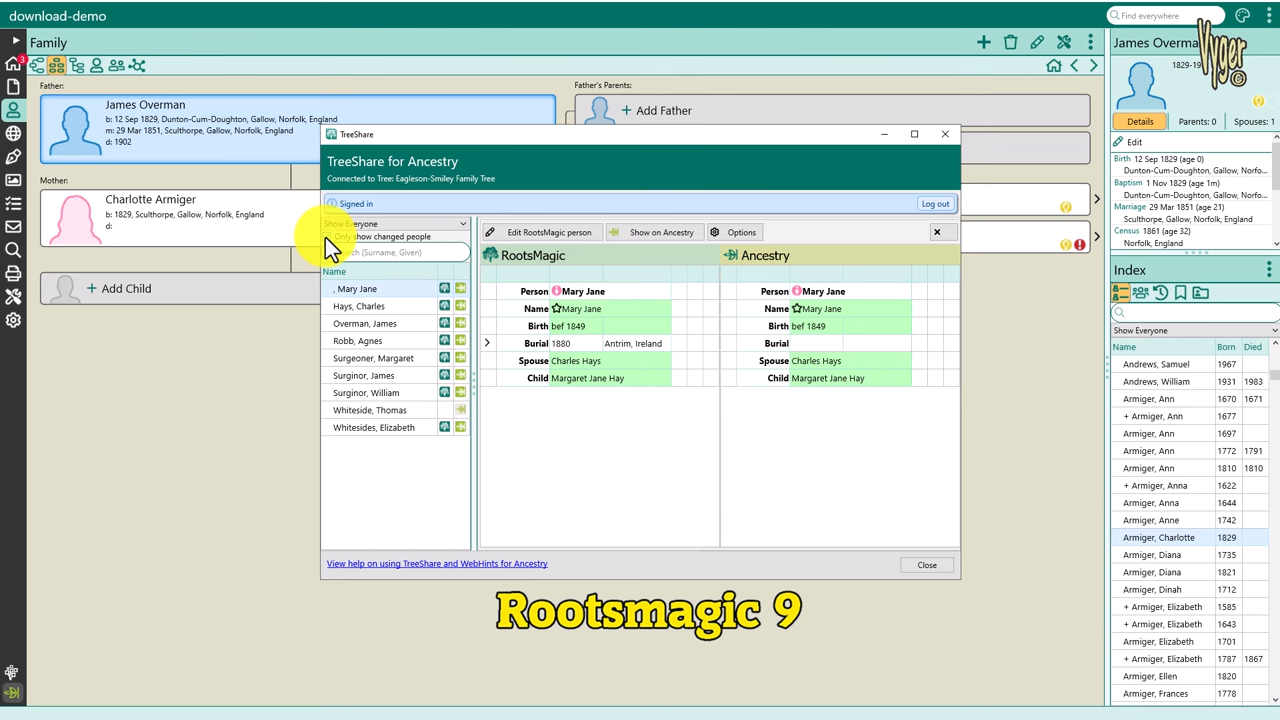 download-demo
Find everywhere
Family
3
Father:
James Overman
b: 12 Sep 1829, Dunton-Cum-Doughton, Gallow, Norfolk, England
m: 29 Mar 1851, Sculthorpe, Gallow, Norfolk, England
d: 1902
Mother:
Charlotte Armiger
b: 1829, Sculthorpe, Gallow, Norfolk, England
d:
+ Add Child
Father's Parents:
+ Add Father
TreeShare
TreeShare for Ancestry
Connected to Tree: Eagleson-Smiley Family Tree
Signed in
Log out
Show Everyone
Only show changed people
(Surname, Given)
Name
, Mary Jane
Hays, Charles
Overman, James
Robb, Agnes
Surgeoner, Margaret
Surginor, James
Surginor, William
Whiteside, Thomas
Whitesides, Elizabeth
Edit RootsMagic person
Show on Ancestry
Options
RootsMagic
Person Mary Jane
Name Mary Jane
Birth bef 1849
Burial 1880 Antrim, Ireland
Spouse Charles Hays
Child Margaret Jane Hay
Ancestry
Person Mary Jane
Name Mary Jane
Birth bef 1849
Burial
Spouse Charles Hays
Child Margaret Jane Hay
View help on using TreeShare and WebHints for Ancestry
Close
Rootsmagic 9
James Overma
Vyger
©
1829-19
Details Parents: 0 Spouses: 1
Edit
Birth 12 Sep 1829 (age 0)
Dunton-Cum-Doughton, Gallow, Norfo...
Baptism 1 Nov 1829 (age 1m)
Dunton-Cum-Doughton, Gallow, Norfo...
Marriage 29 Mar 1851 (age 21)
Sculthorpe, Gallow, Norfolk, England
Census 1861 (age 32)
Norfolk, England
Index
Show Everyone
Name Born Died
Andrews, Samuel 1967
Andrews, William 1931 1983
Armiger, Ann 1670 1671
+ Armiger, Ann 1677
Armiger, Ann 1697
Armiger, Ann 1772 1791
Armiger, Ann 1810 1810
+ Armiger, Anna 1622
Armiger, Anna 1644
Armiger, Anne 1742
Armiger, Charlotte 1829
Armiger, Diana 1735
Armiger, Diana 1821
Armiger, Dinah 1712
+ Armiger, Elizabeth 1585
+ Armiger, Elizabeth 1643
Armiger, Elizabeth 1701
+ Armiger, Elizabeth 1787 1867
Armiger, Ellen 1820
Armiger, Frances 1778